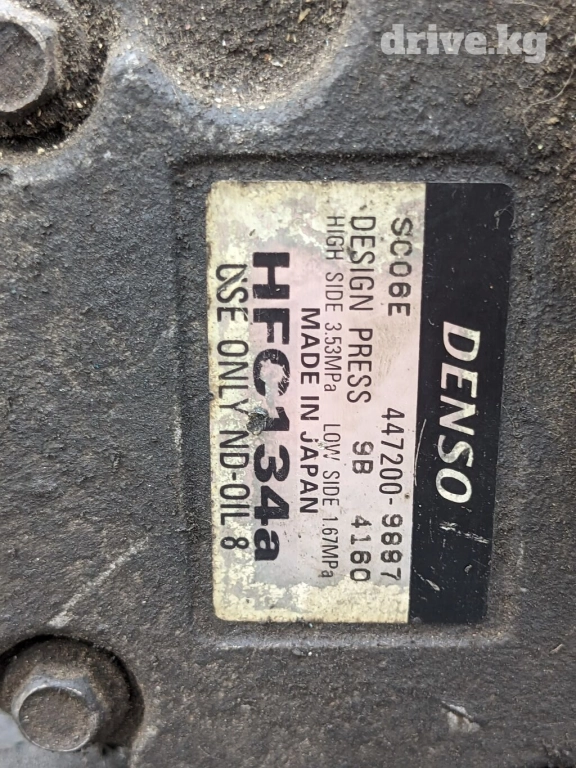 drive.kg
DENSO
SC06E 447200-9697
DESIGN PRESS 9B 4160
HIGH SIDE 3.53MPa LOW SIDE 1.67MPa
MADE IN JAPAN
HFC134a
USE ONLY ND-OIL 8